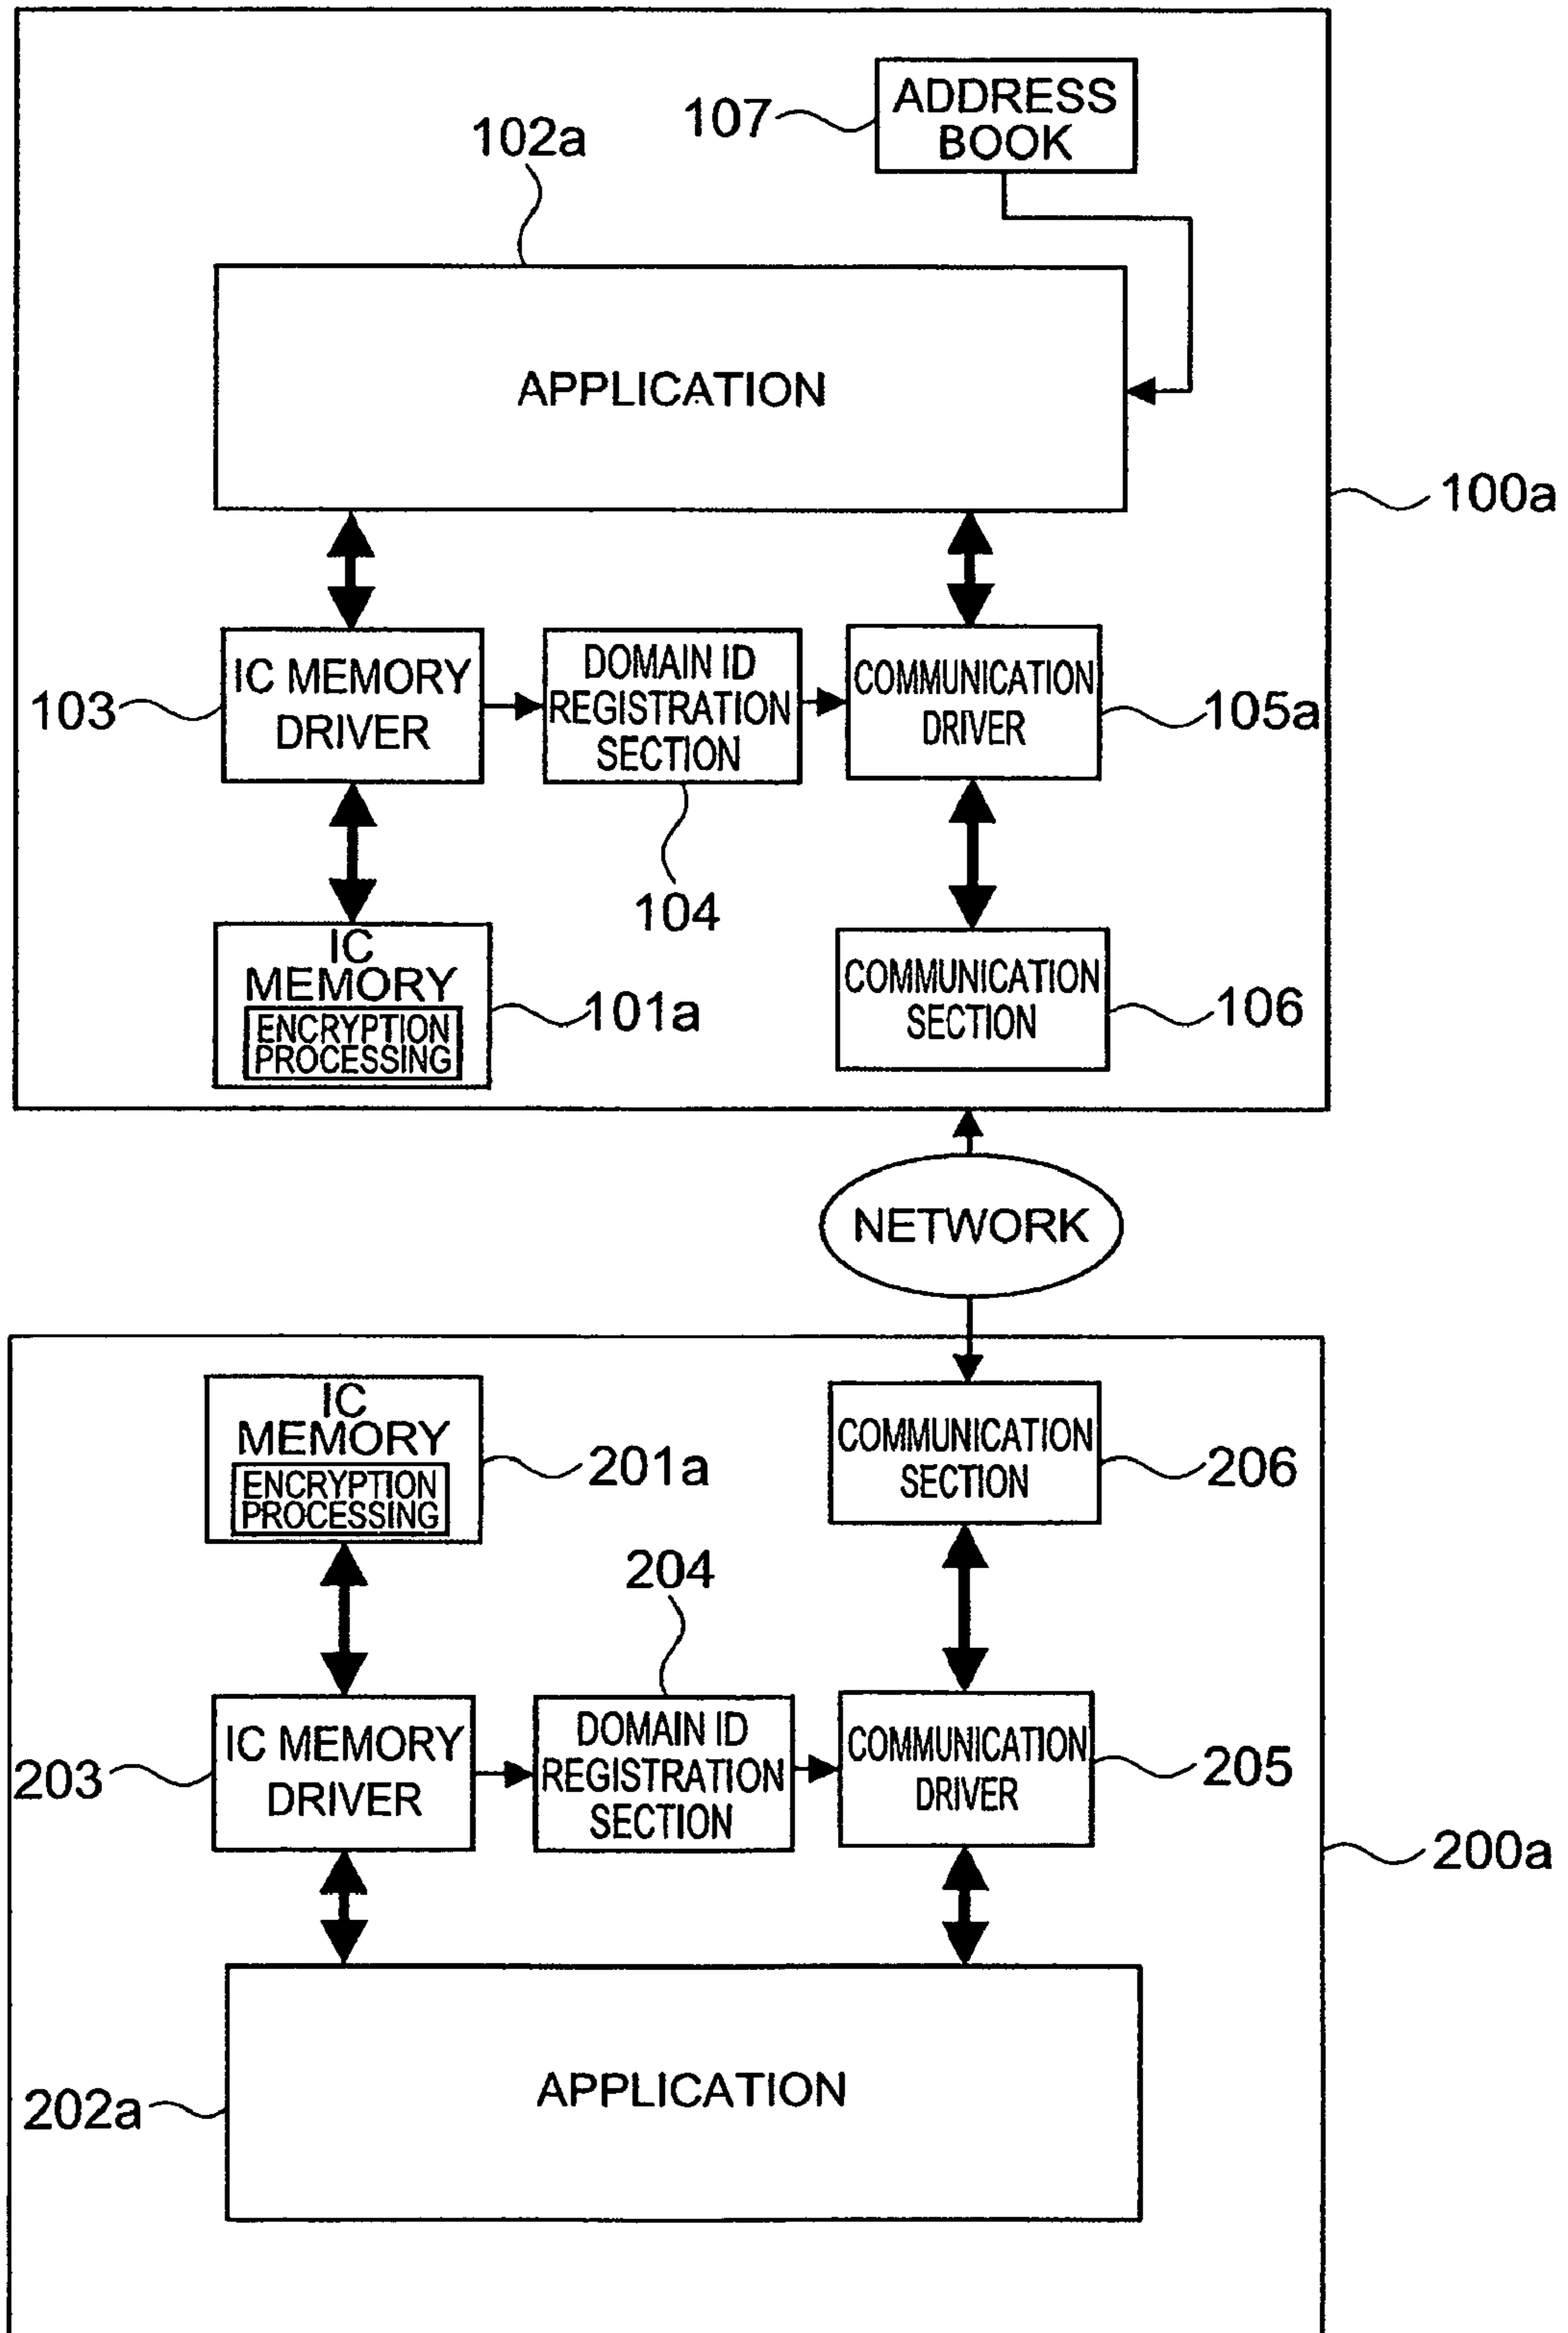 ADDRESS
BOOK
107
102a
APPLICATION
100a
IC MEMORY
DRIVER
103
DOMAIN ID
REGISTRATION
SECTION
104
COMMUNICATION
DRIVER
105a
IC
MEMORY
ENCRYPTION
PROCESSING
101a
COMMUNICATION
SECTION
106
NETWORK
IC
MEMORY
ENCRYPTION
PROCESSING
201a
COMMUNICATION
SECTION
206
204
IC MEMORY
DRIVER
203
DOMAIN ID
REGISTRATION
SECTION
COMMUNICATION
DRIVER
205
200a
APPLICATION
202a